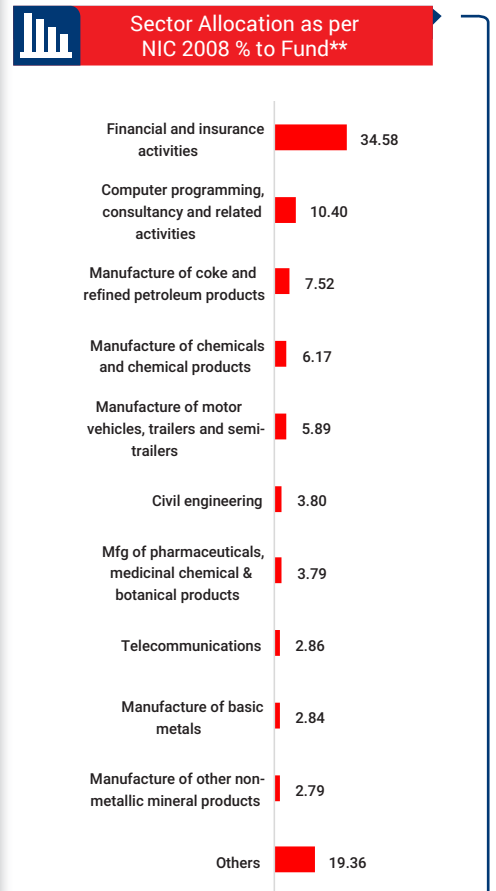 Sector Allocation as per
NIC 2008 % to Fund**
Financial and insurance
activities
34.58
Computer programming,
consultancy and related
activities
10.40
Manufacture of coke and
refined petroleum products
7.52
Manufacture of chemicals
and chemical products
6.17
Manufacture of motor
vehicles, trailers and semi-
trailers
5.89
Civil engineering
3.80
Mfg of pharmaceuticals,
medicinal chemical &
botanical products
3.79
Telecommunications
2.86
Manufacture of basic
metals
2.84
Manufacture of other non-
metallic mineral products
2.79
Others
19.36